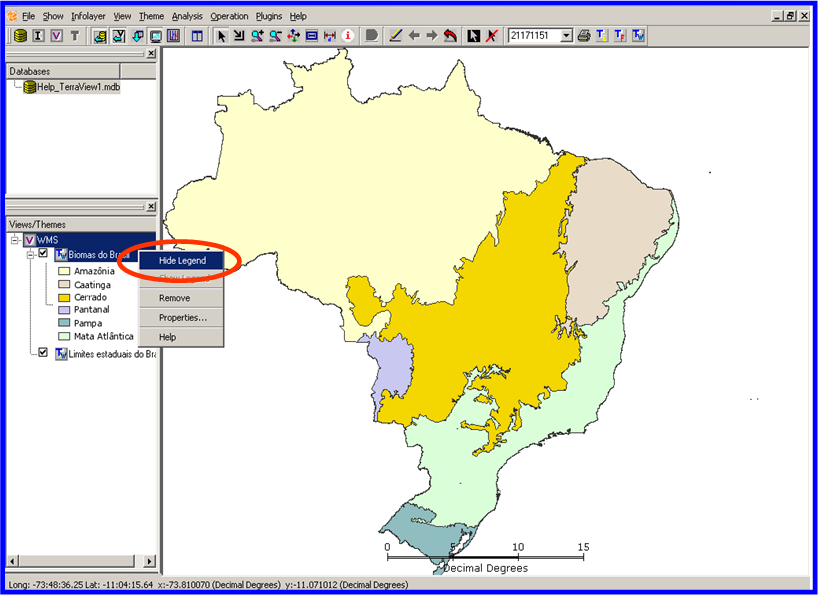 File Show Infolayer View Theme Analysis Operation Plugins Help
21171151
Databases
Help_TerraView1.mdb
Views/Themes
WMS
Biomas do Brasil
Amazônia
Caatinga
Cerrado
Pantanal
Pampa
Mata Atlântica
Limites estaduais do Bra
Hide Legend
Show Legend
Remove
Properties...
Help
0 5 10 15
Decimal Degrees
Long: -73:48:36.25 Lat: -11:04:15.64 x:-73.810070 (Decimal Degrees) y:-11.071012 (Decimal Degrees)